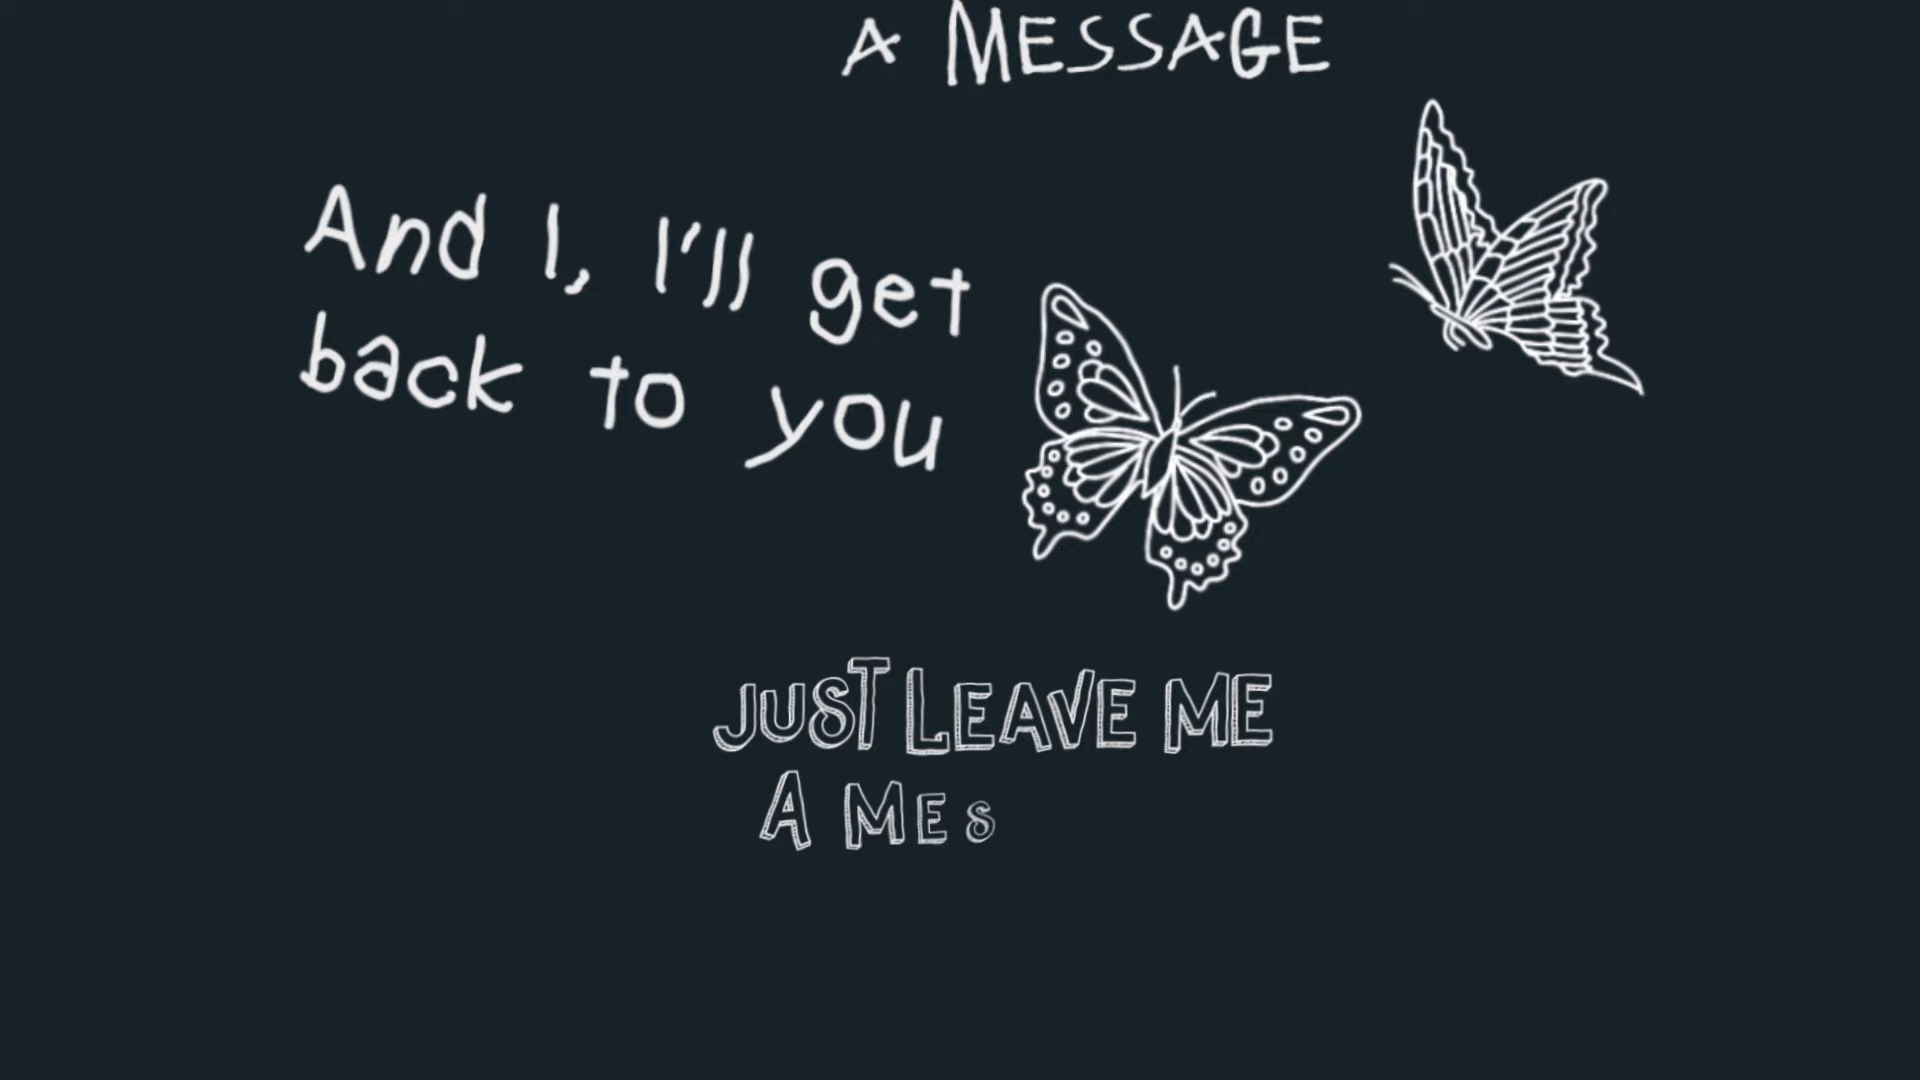 A MESSAGE
And I, I'll get
back to you
JUST LEAVE ME
A MES